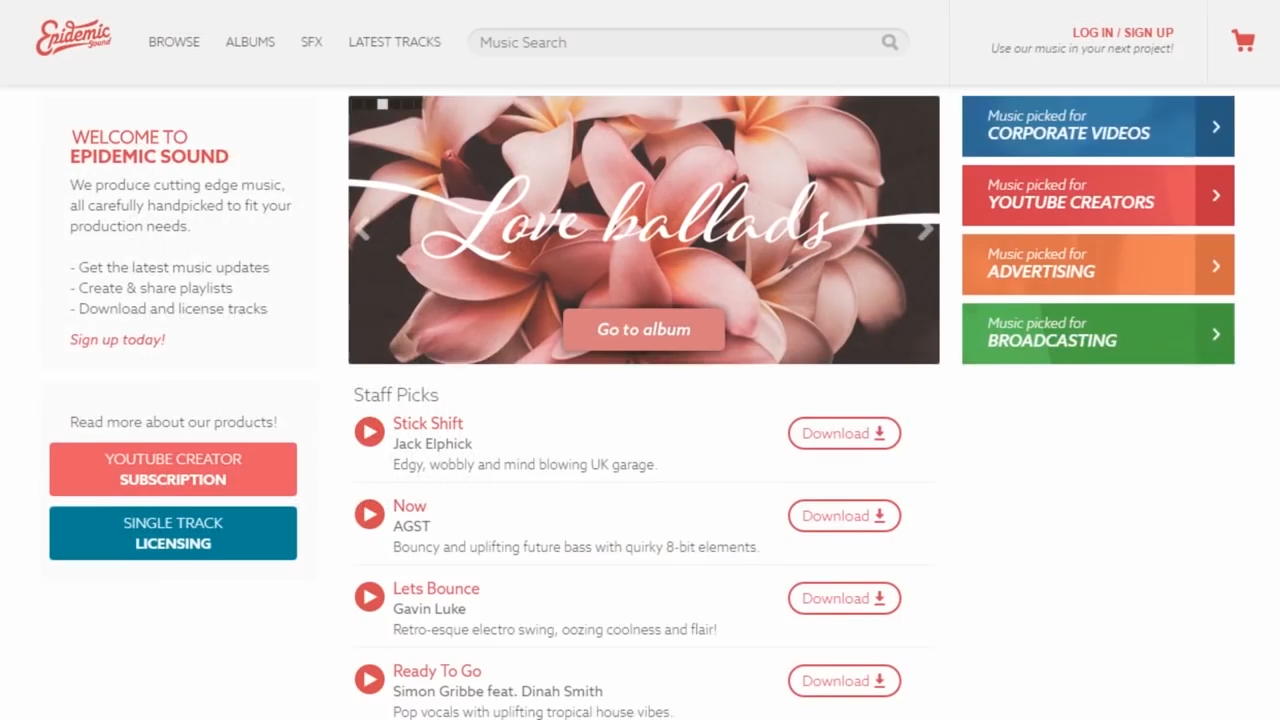 Epidemic
Sound
BROWSE
ALBUMS
SFX
LATEST TRACKS
Music Search
LOG IN / SIGN UP
Use our music in your next project!
WELCOME TO
EPIDEMIC SOUND
We produce cutting edge music,
all carefully handpicked to fit your
production needs.
- Get the latest music updates
- Create & share playlists
- Download and license tracks
Sign up today!
Read more about our products!
YOUTUBE CREATOR
SUBSCRIPTION
SINGLE TRACK
LICENSING
Love ballads
Go to album
Staff Picks
Stick Shift
Jack Elphick
Edgy, wobbly and mind blowing UK garage.
Download
Now
AGST
Bouncy and uplifting future bass with quirky 8-bit elements.
Download
Lets Bounce
Gavin Luke
Retro-esque electro swing, oozing coolness and flair!
Download
Ready To Go
Simon Gribbe feat. Dinah Smith
Pop vocals with uplifting tropical house vibes.
Download
Music picked for
CORPORATE VIDEOS
Music picked for
YOUTUBE CREATORS
Music picked for
ADVERTISING
Music picked for
BROADCASTING